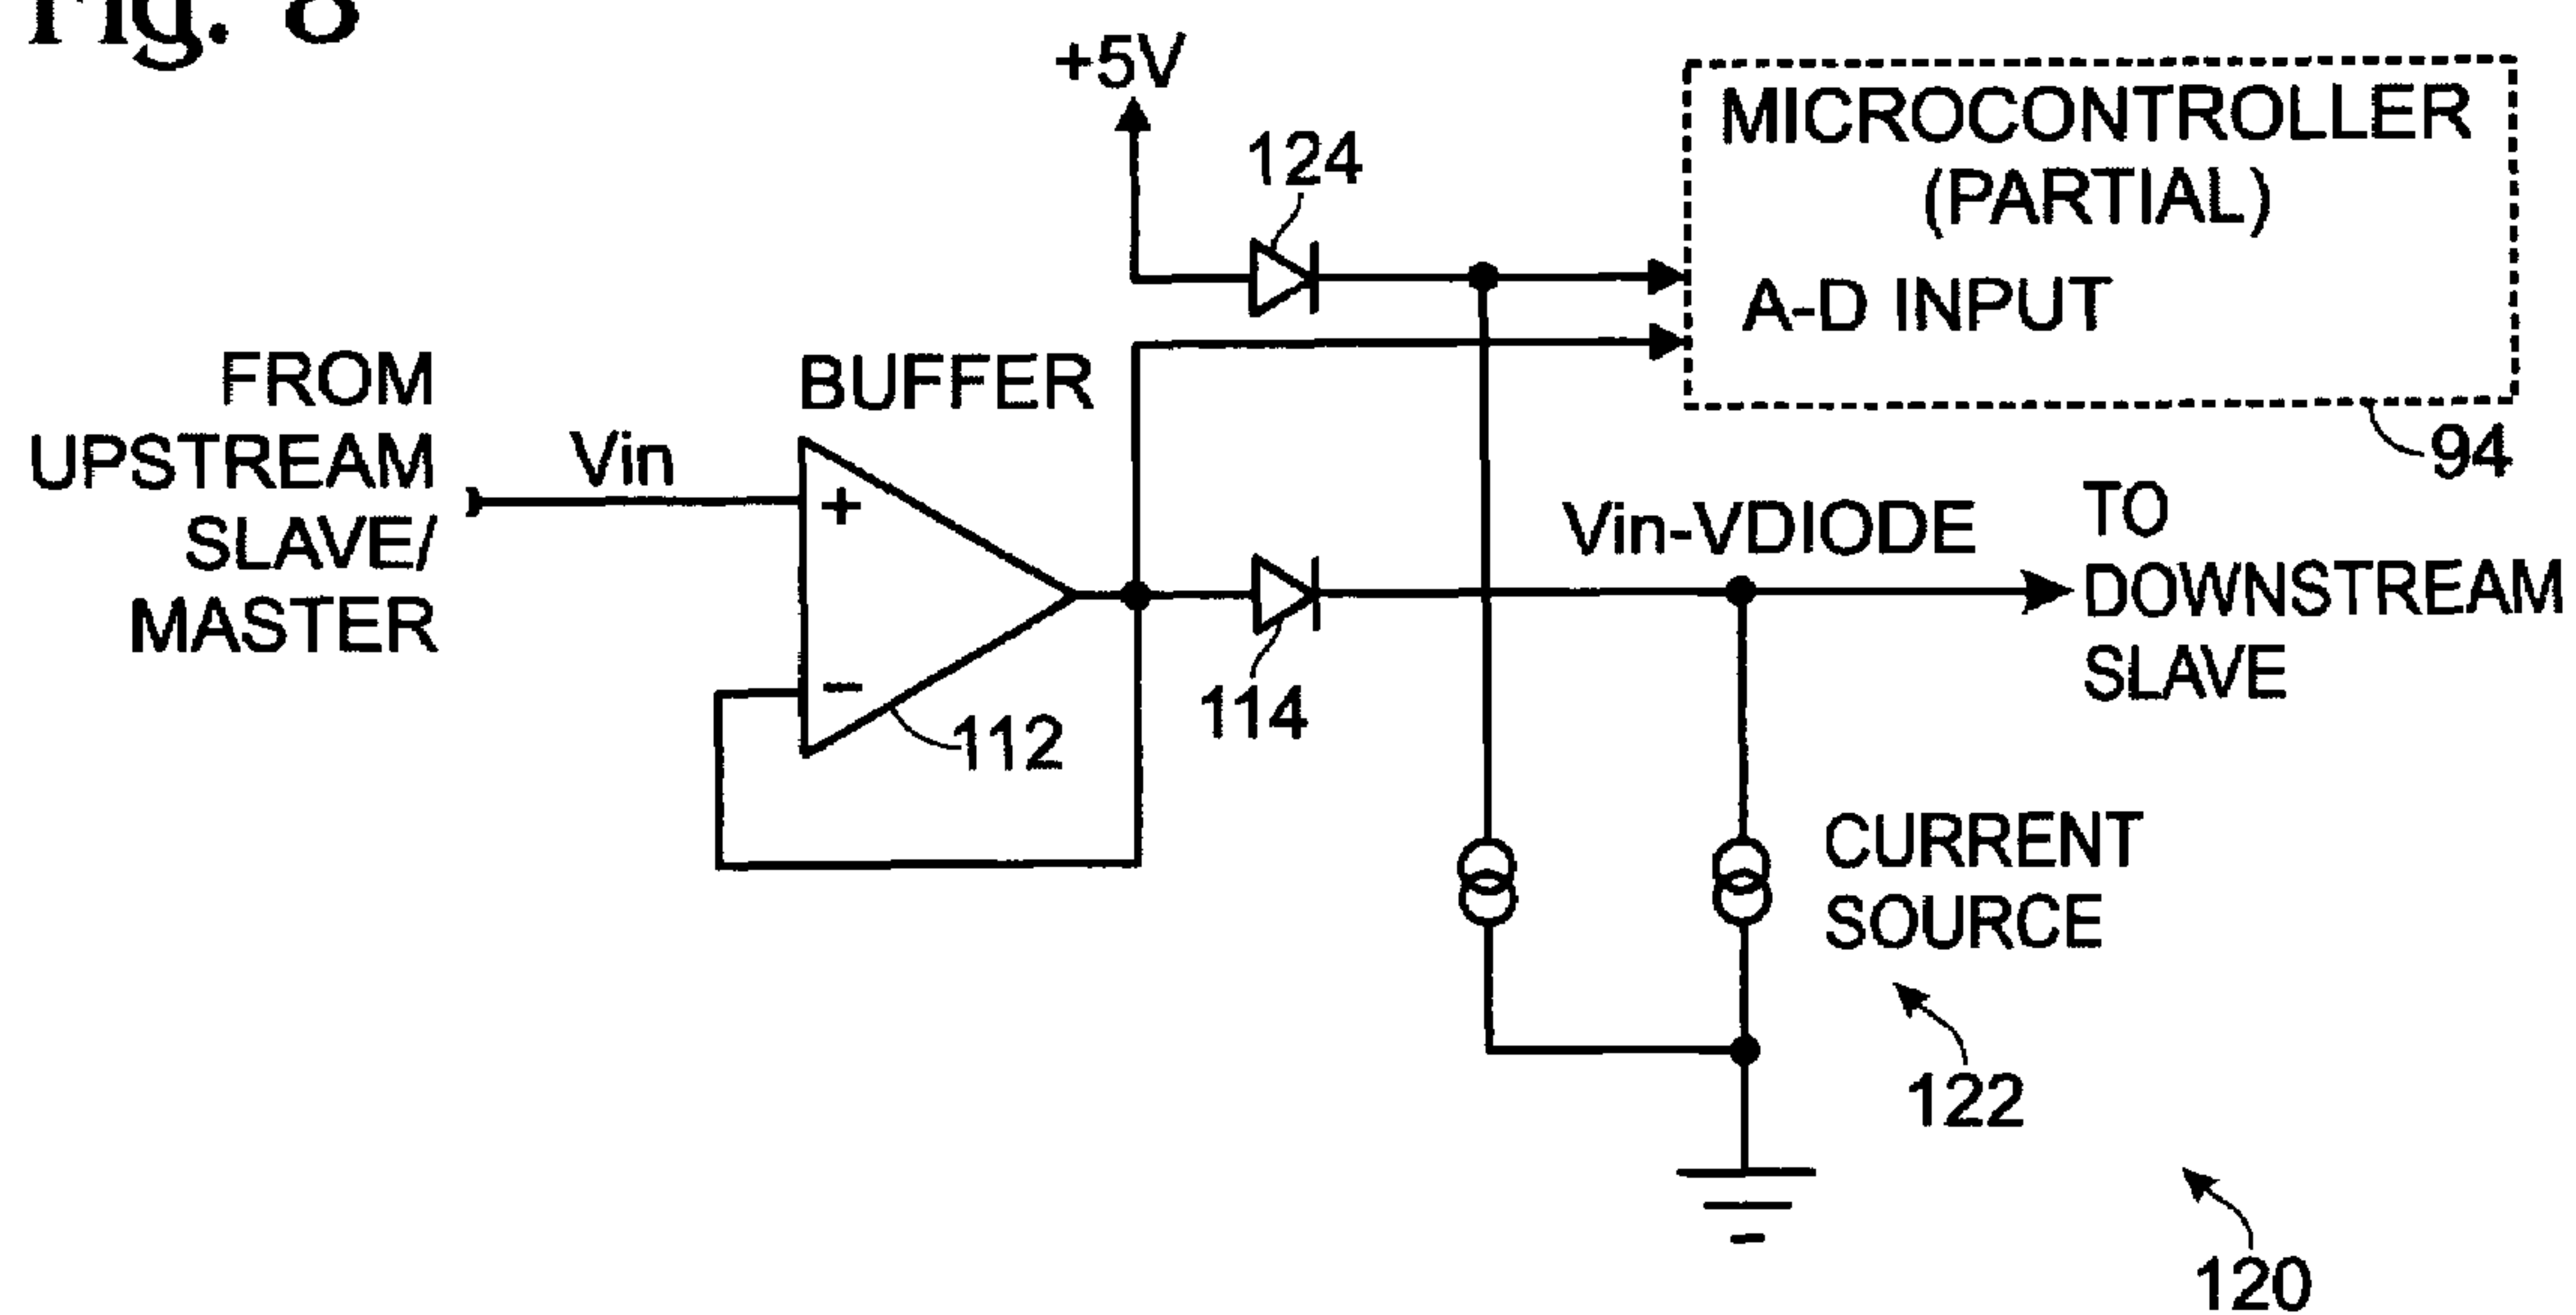 Fig. 8
+5V
124
MICROCONTROLLER
(PARTIAL)
A-D INPUT
94
FROM
UPSTREAM
SLAVE/
MASTER
Vin
BUFFER
+
−
112
114
Vin-VDIODE
TO
DOWNSTREAM
SLAVE
CURRENT
SOURCE
122
120